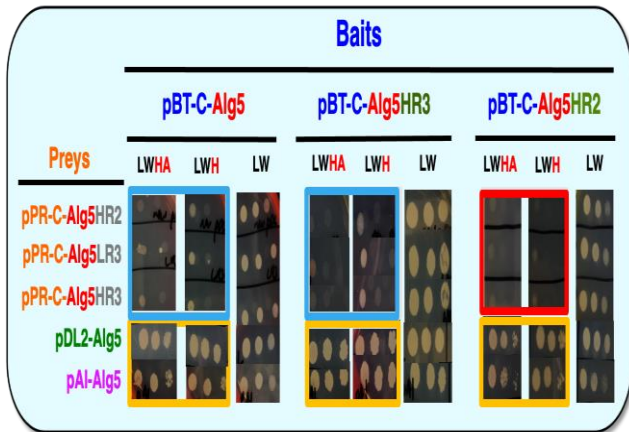 Baits
pBT-C-Alg5 pBT-C-Alg5HR3 pBT-C-Alg5HR2
Preys LWHA LWH LW LWHA LWH LW LWHA LWH LW
pPR-C-Alg5HR2
pPR-C-Alg5LR3
pPR-C-Alg5HR3
pDL2-Alg5
pAI-Alg5